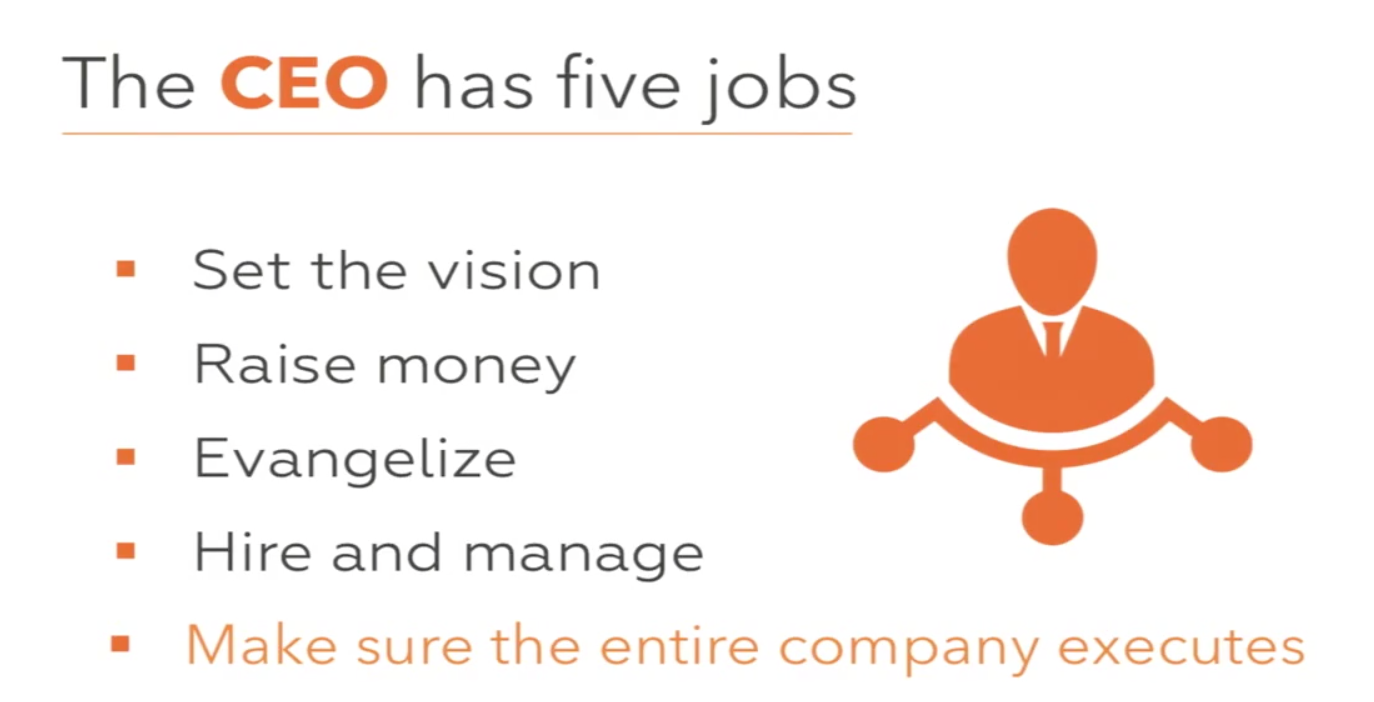 The CEO has five jobs
Set the vision
Raise money
Evangelize
Hire and manage
Make sure the entire company executes